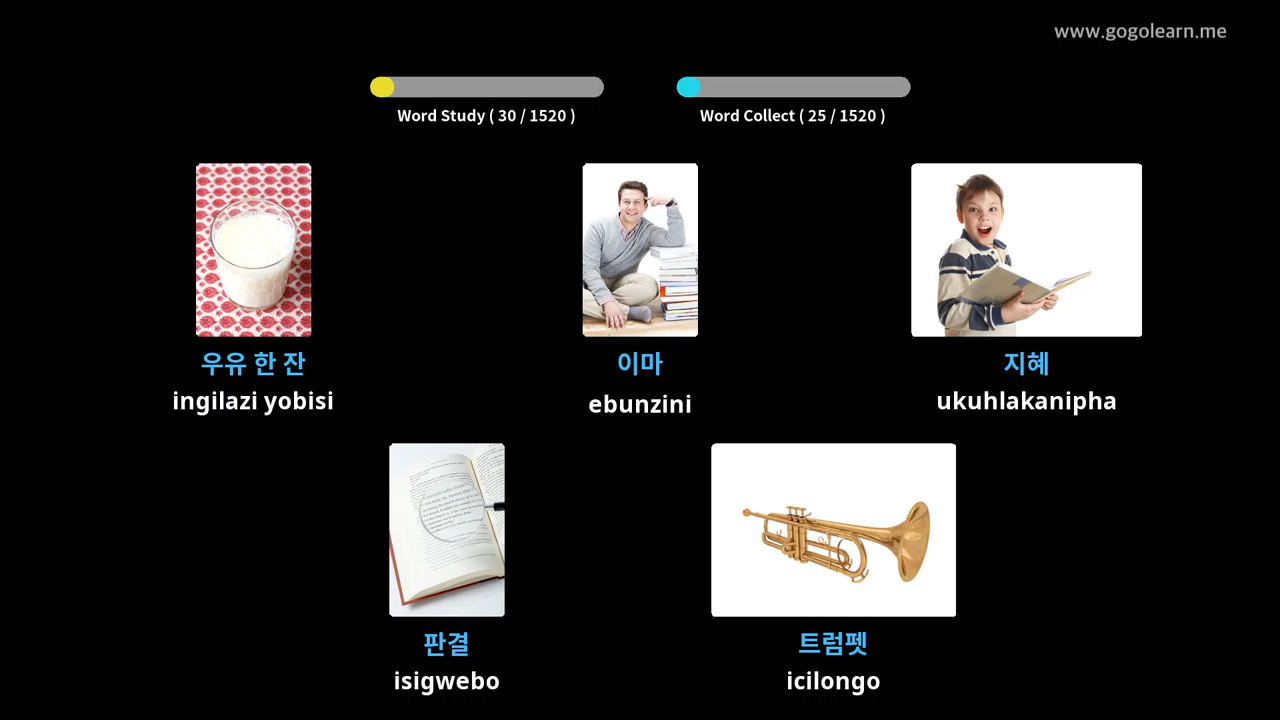 www.gogolearn.me
Word Study ( 30 / 1520 )
Word Collect ( 25 / 1520 )
우유 한 잔
ingilazi yobisi
이마
ebunzini
지혜
ukuhlakanipha
판결
isigwebo
트럼펫
icilongo